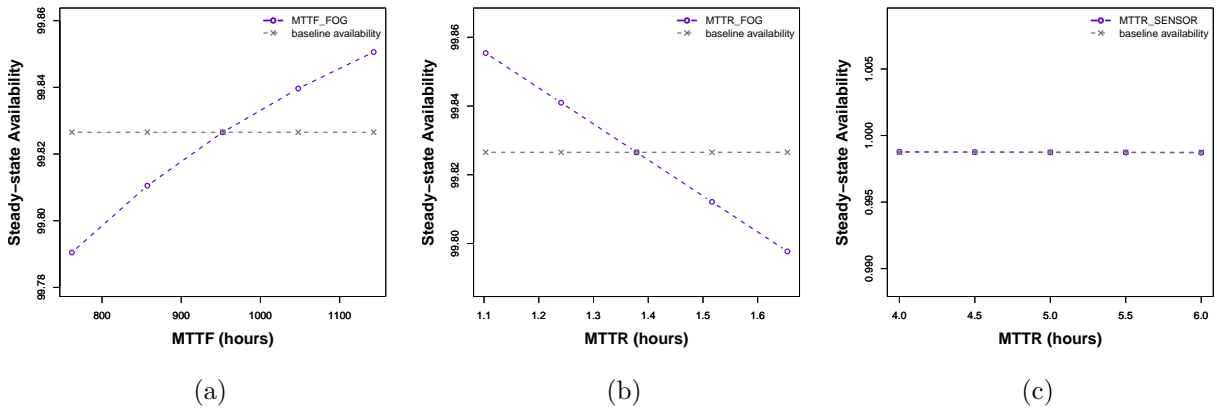 MTTF_FOG
baseline availability
Steady−state Availability
99.86
99.84
99.82
99.80
99.78
800 900 1000 1100
MTTF (hours)
(a)
MTTR_FOG
baseline availability
Steady−state Availability
99.86
99.84
99.82
99.80
1.1 1.2 1.3 1.4 1.5 1.6
MTTR (hours)
(b)
MTTR_SENSOR
baseline availability
Steady−state Availability
1.005
1.000
0.995
0.990
4.0 4.5 5.0 5.5 6.0
MTTR (hours)
(c)